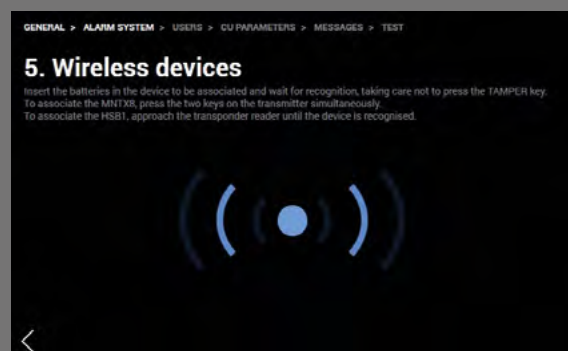 GENERAL > ALARM SYSTEM > USERS > CU PARAMETERS > MESSAGES > TEST
5. Wireless devices
Insert the batteries in the device to be associated and wait for recognition, taking care not to press the TAMPER key.
To associate the MNTX8, press the two keys on the transmitter simultaneously.
To associate the HSB1, approach the transponder reader until the device is recognised.